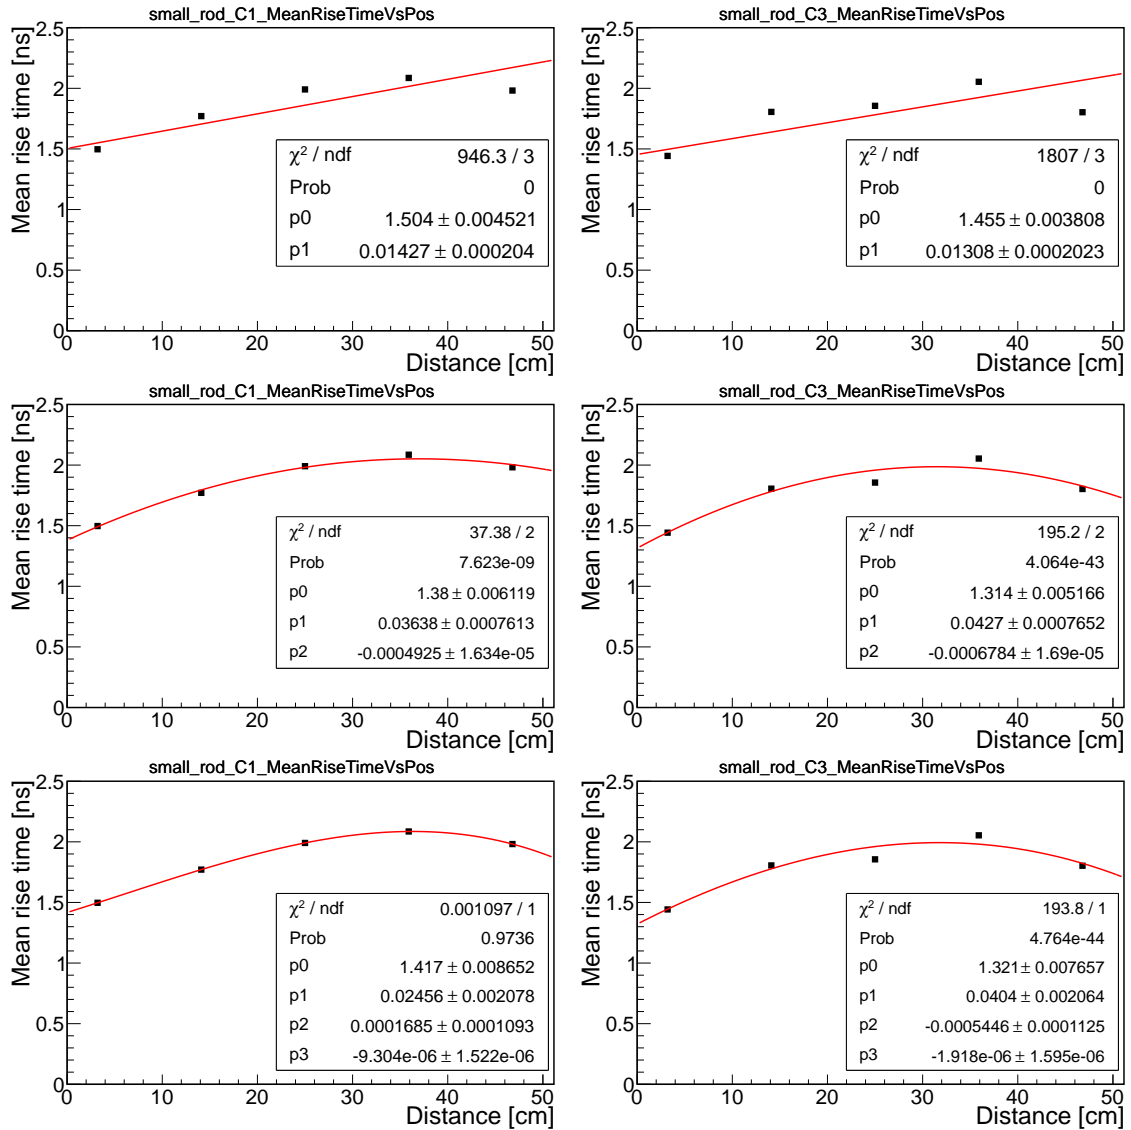 small_rod_C1_MeanRiseTimeVsPos
Mean rise time [ns]
2.5
2
1.5
1
0.5
0
χ² / ndf 946.3 / 3
Prob 0
p0 1.504 ± 0.004521
p1 0.01427 ± 0.000204
0 10 20 30 40 50
Distance [cm]
small_rod_C3_MeanRiseTimeVsPos
Mean rise time [ns]
2.5
2
1.5
1
0.5
0
χ² / ndf 1807 / 3
Prob 0
p0 1.455 ± 0.003808
p1 0.01308 ± 0.0002023
0 10 20 30 40 50
Distance [cm]
small_rod_C1_MeanRiseTimeVsPos
Mean rise time [ns]
2.5
2
1.5
1
0.5
0
χ² / ndf 37.38 / 2
Prob 7.623e-09
p0 1.38 ± 0.006119
p1 0.03638 ± 0.0007613
p2 -0.0004925 ± 1.634e-05
0 10 20 30 40 50
Distance [cm]
small_rod_C3_MeanRiseTimeVsPos
Mean rise time [ns]
2.5
2
1.5
1
0.5
0
χ² / ndf 195.2 / 2
Prob 4.064e-43
p0 1.314 ± 0.005166
p1 0.0427 ± 0.0007652
p2 -0.0006784 ± 1.69e-05
0 10 20 30 40 50
Distance [cm]
small_rod_C1_MeanRiseTimeVsPos
Mean rise time [ns]
2.5
2
1.5
1
0.5
0
χ² / ndf 0.001097 / 1
Prob 0.9736
p0 1.417 ± 0.008652
p1 0.02456 ± 0.002078
p2 0.0001685 ± 0.0001093
p3 -9.304e-06 ± 1.522e-06
0 10 20 30 40 50
Distance [cm]
small_rod_C3_MeanRiseTimeVsPos
Mean rise time [ns]
2.5
2
1.5
1
0.5
0
χ² / ndf 193.8 / 1
Prob 4.764e-44
p0 1.321 ± 0.007657
p1 0.0404 ± 0.002064
p2 -0.0005446 ± 0.0001125
p3 -1.918e-06 ± 1.595e-06
0 10 20 30 40 50
Distance [cm]